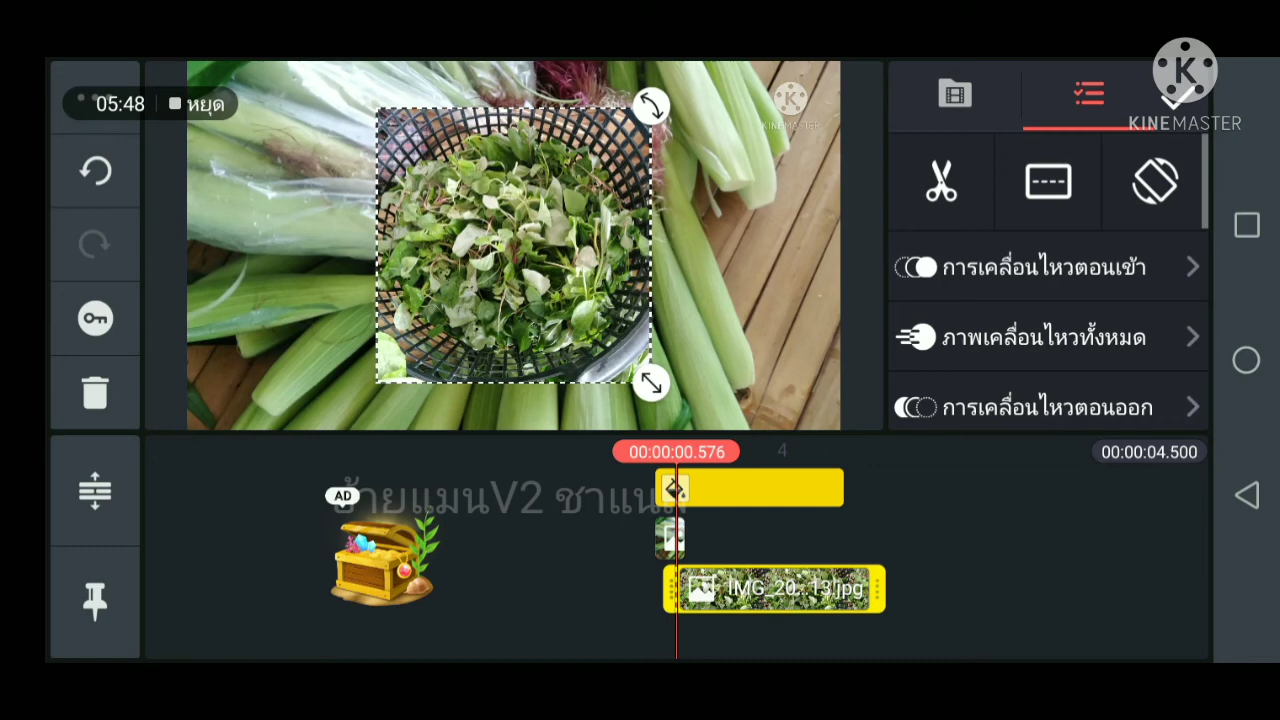 05:48 หยุด
KINEMASTER
KINEMASTER
การเคลื่อนไหวตอนเข้า
ภาพเคลื่อนไหวทั้งหมด
การเคลื่อนไหวตอนออก
00:00:00.576
4
00:00:04.500
AD
อ้ายแมนV2 ชาแนล
IMG_20...13.jpg